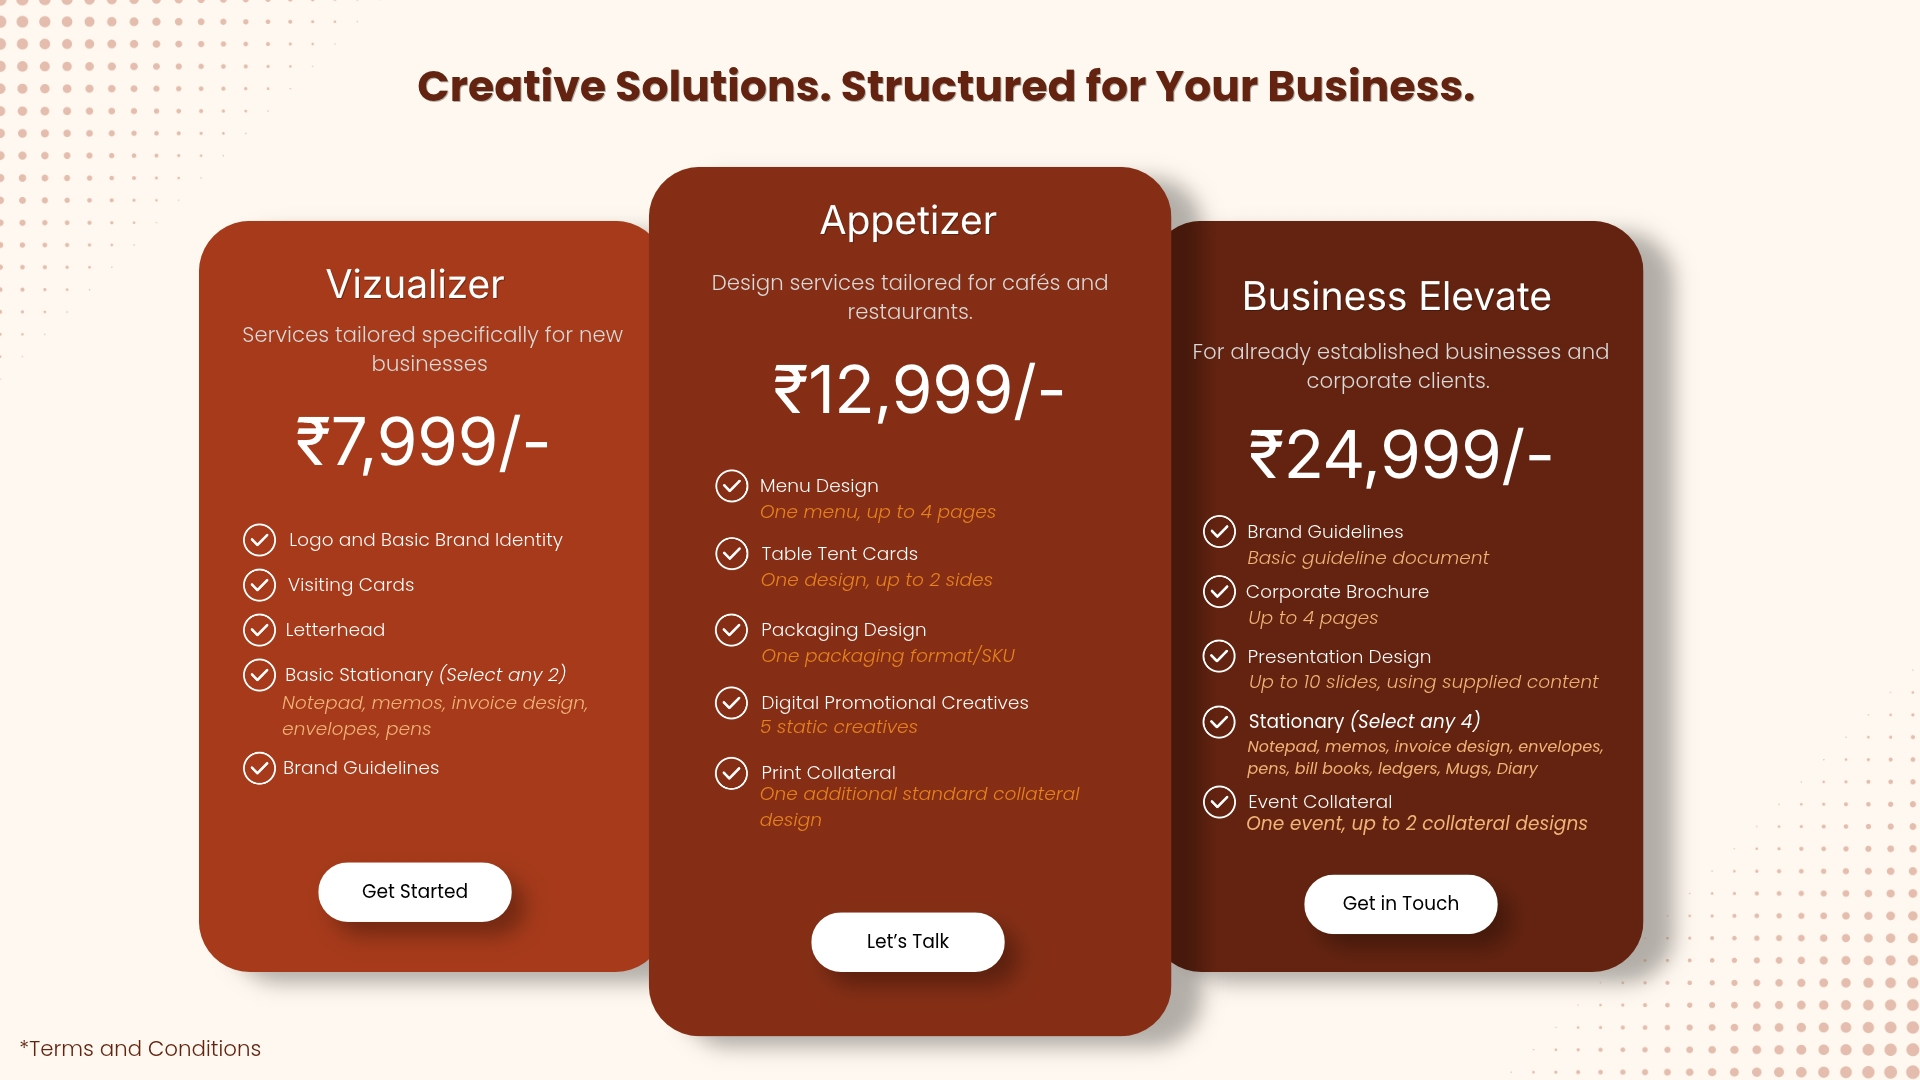 Creative Solutions. Structured for Your Business.
Vizualizer
Services tailored specifically for new
businesses
₹7,999/-
Logo and Basic Brand Identity
Visiting Cards
Letterhead
Basic Stationary (Select any 2)
Notepad, memos, invoice design,
envelopes, pens
Brand Guidelines
Get Started
Appetizer
Design services tailored for cafés and
restaurants.
₹12,999/-
Menu Design
One menu, up to 4 pages
Table Tent Cards
One design, up to 2 sides
Packaging Design
One packaging format/SKU
Digital Promotional Creatives
5 static creatives
Print Collateral
One additional standard collateral
design
Let’s Talk
Business Elevate
For already established businesses and
corporate clients.
₹24,999/-
Brand Guidelines
Basic guideline document
Corporate Brochure
Up to 4 pages
Presentation Design
Up to 10 slides, using supplied content
Stationary (Select any 4)
Notepad, memos, invoice design, envelopes,
pens, bill books, ledgers, Mugs, Diary
Event Collateral
One event, up to 2 collateral designs
Get in Touch
*Terms and Conditions